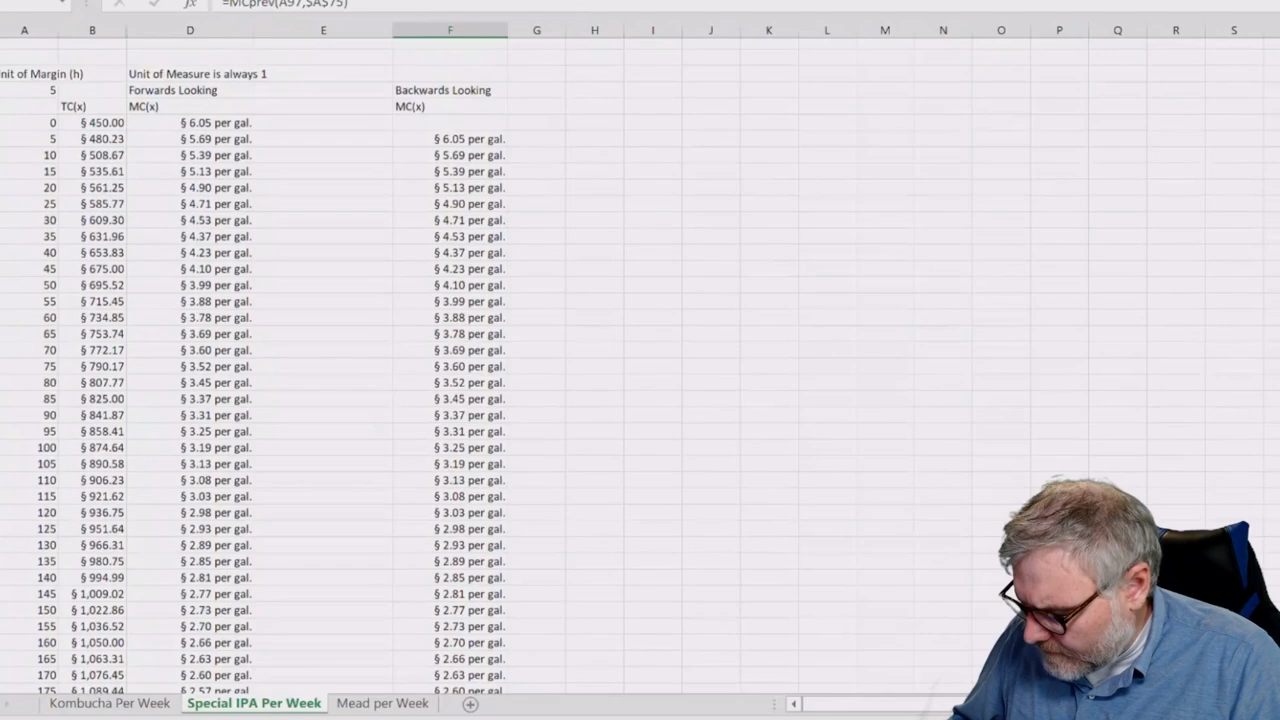 =MCprev(A97,$A$75)
A B D E F G H I J K L M N O P Q R S
nit of Margin (h) Unit of Measure is always 1
5 Forwards Looking Backwards Looking
TC(x) MC(x) MC(x)
0 § 450.00 § 6.05 per gal.
5 § 480.23 § 5.69 per gal. § 6.05 per gal.
10 § 508.67 § 5.39 per gal. § 5.69 per gal.
15 § 535.61 § 5.13 per gal. § 5.39 per gal.
20 § 561.25 § 4.90 per gal. § 5.13 per gal.
25 § 585.77 § 4.71 per gal. § 4.90 per gal.
30 § 609.30 § 4.53 per gal. § 4.71 per gal.
35 § 631.96 § 4.37 per gal. § 4.53 per gal.
40 § 653.83 § 4.23 per gal. § 4.37 per gal.
45 § 675.00 § 4.10 per gal. § 4.23 per gal.
50 § 695.52 § 3.99 per gal. § 4.10 per gal.
55 § 715.45 § 3.88 per gal. § 3.99 per gal.
60 § 734.85 § 3.78 per gal. § 3.88 per gal.
65 § 753.74 § 3.69 per gal. § 3.78 per gal.
70 § 772.17 § 3.60 per gal. § 3.69 per gal.
75 § 790.17 § 3.52 per gal. § 3.60 per gal.
80 § 807.77 § 3.45 per gal. § 3.52 per gal.
85 § 825.00 § 3.37 per gal. § 3.45 per gal.
90 § 841.87 § 3.31 per gal. § 3.37 per gal.
95 § 858.41 § 3.25 per gal. § 3.31 per gal.
100 § 874.64 § 3.19 per gal. § 3.25 per gal.
105 § 890.58 § 3.13 per gal. § 3.19 per gal.
110 § 906.23 § 3.08 per gal. § 3.13 per gal.
115 § 921.62 § 3.03 per gal. § 3.08 per gal.
120 § 936.75 § 2.98 per gal. § 3.03 per gal.
125 § 951.64 § 2.93 per gal. § 2.98 per gal.
130 § 966.31 § 2.89 per gal. § 2.93 per gal.
135 § 980.75 § 2.85 per gal. § 2.89 per gal.
140 § 994.99 § 2.81 per gal. § 2.85 per gal.
145 § 1,009.02 § 2.77 per gal. § 2.81 per gal.
150 § 1,022.86 § 2.73 per gal. § 2.77 per gal.
155 § 1,036.52 § 2.70 per gal. § 2.73 per gal.
160 § 1,050.00 § 2.66 per gal. § 2.70 per gal.
165 § 1,063.31 § 2.63 per gal. § 2.66 per gal.
170 § 1,076.45 § 2.60 per gal. § 2.63 per gal.
175 § 1,089.44 § 2.57 per gal. § 2.60 per gal.
Kombucha Per Week Special IPA Per Week Mead per Week